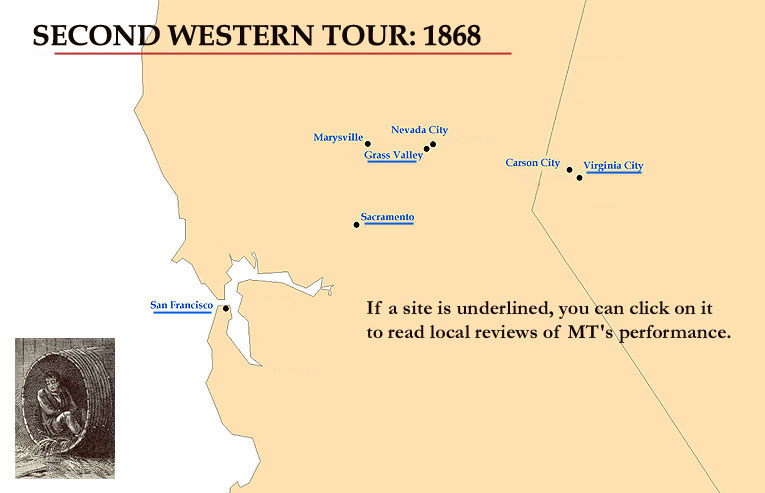 SECOND WESTERN TOUR: 1868
Nevada City
Marysville
Grass Valley
Carson City
Virginia City
Sacramento
San Francisco
If a site is underlined, you can click on it
to read local reviews of MT's performance.